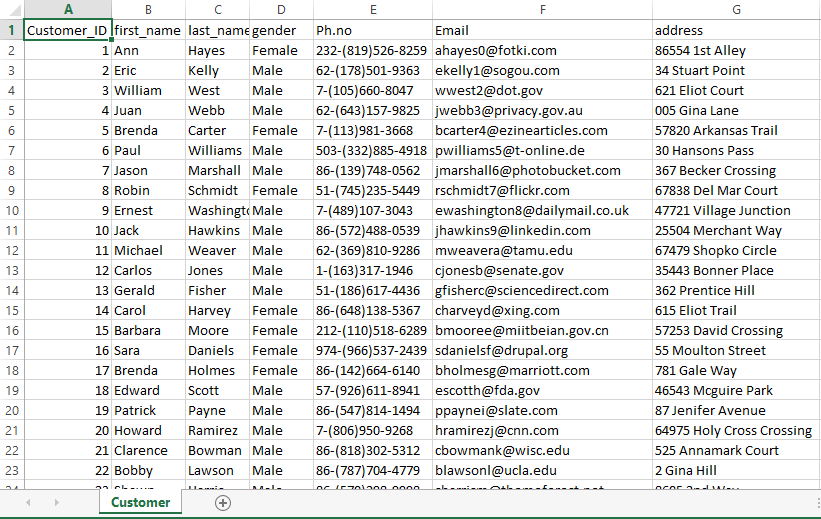 A B C D E F G
1 Customer_ID first_name last_name gender Ph.no Email address
2 1 Ann Hayes Female 232-(819)526-8259 ahayes0@fotki.com 86554 1st Alley
3 2 Eric Kelly Male 62-(178)501-9363 ekelly1@sogou.com 34 Stuart Point
4 3 William West Male 7-(105)660-8047 wwest2@dot.gov 621 Eliot Court
5 4 Juan Webb Male 62-(643)157-9825 jwebb3@privacy.gov.au 005 Gina Lane
6 5 Brenda Carter Female 7-(113)981-3668 bcarter4@ezinearticles.com 57820 Arkansas Trail
7 6 Paul Williams Male 503-(332)885-4918 pwilliams5@t-online.de 30 Hansons Pass
8 7 Jason Marshall Male 86-(139)748-0562 jmarshall6@photobucket.com 367 Becker Crossing
9 8 Robin Schmidt Female 51-(745)235-5449 rschmidt7@flickr.com 67838 Del Mar Court
10 9 Ernest Washingt Male 7-(489)107-3043 ewashington8@dailymail.co.uk 47721 Village Junction
11 10 Jack Hawkins Male 86-(572)488-0539 jhawkins9@linkedin.com 25504 Merchant Way
12 11 Michael Weaver Male 62-(369)810-9286 mweavera@tamu.edu 67479 Shopko Circle
13 12 Carlos Jones Male 1-(163)317-1946 cjonesb@senate.gov 35443 Bonner Place
14 13 Gerald Fisher Male 51-(186)617-4436 gfisherc@sciencedirect.com 362 Prentice Hill
15 14 Carol Harvey Female 86-(648)138-5367 charveyd@xing.com 615 Eliot Trail
16 15 Barbara Moore Female 212-(110)518-6289 bmooree@miitbeian.gov.cn 57253 David Crossing
17 16 Sara Daniels Female 974-(966)537-2439 sdanielsf@drupal.org 55 Moulton Street
18 17 Brenda Holmes Female 86-(142)664-6140 bholmesg@marriott.com 781 Gale Way
19 18 Edward Scott Male 57-(926)611-8941 escotth@fda.gov 46543 Mcguire Park
20 19 Patrick Payne Male 86-(547)814-1494 ppaynei@slate.com 87 Jenifer Avenue
21 20 Howard Ramirez Male 7-(806)950-9268 hramirezj@cnn.com 64975 Holy Cross Crossing
22 21 Clarence Bowman Male 86-(818)302-5312 cbowmank@wisc.edu 525 Annamark Court
23 22 Bobby Lawson Male 86-(787)704-4779 blawsonl@ucla.edu 2 Gina Hill
Customer